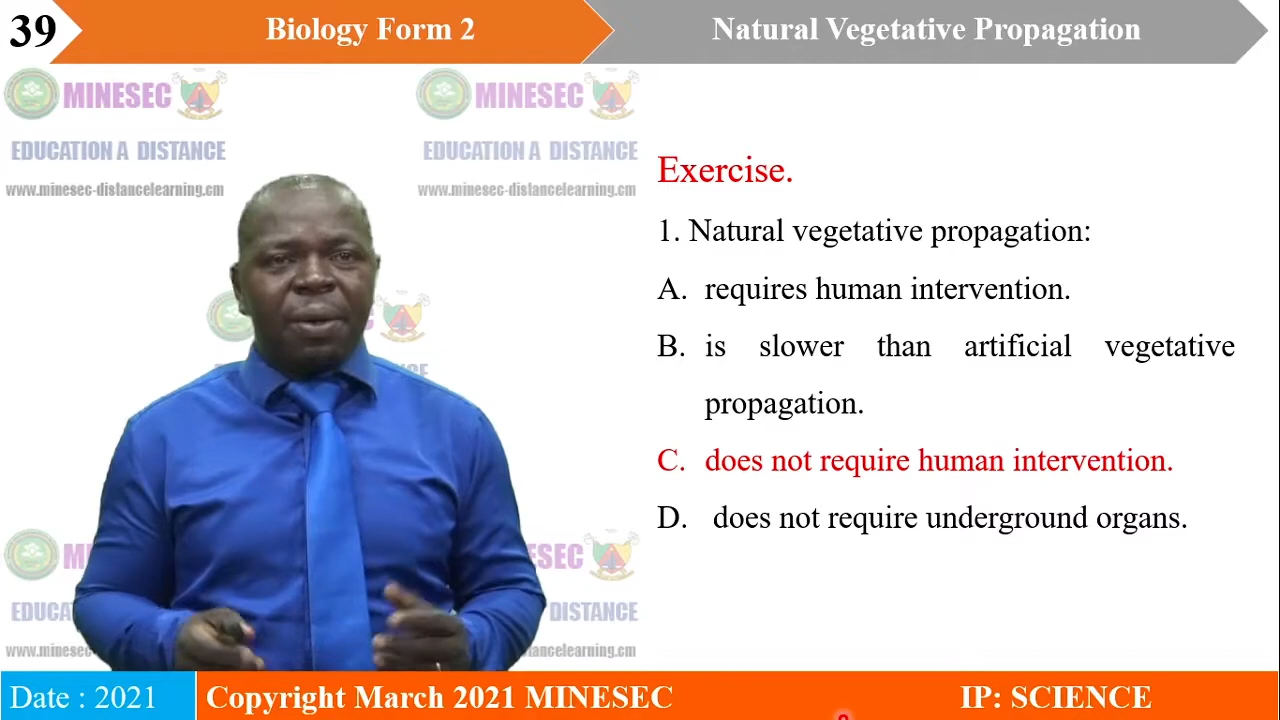 39
Biology Form 2
Natural Vegetative Propagation
MINESEC
EDUCATION A DISTANCE
www.minesec-distancelearning.cm
MINESEC
EDUCATION A DISTANCE
www.minesec-distancelearning.cm
Exercise.
1. Natural vegetative propagation:
A. requires human intervention.
B. is slower than artificial vegetative
propagation.
C. does not require human intervention.
D. does not require underground organs.
Date : 2021
Copyright March 2021 MINESEC
IP: SCIENCE